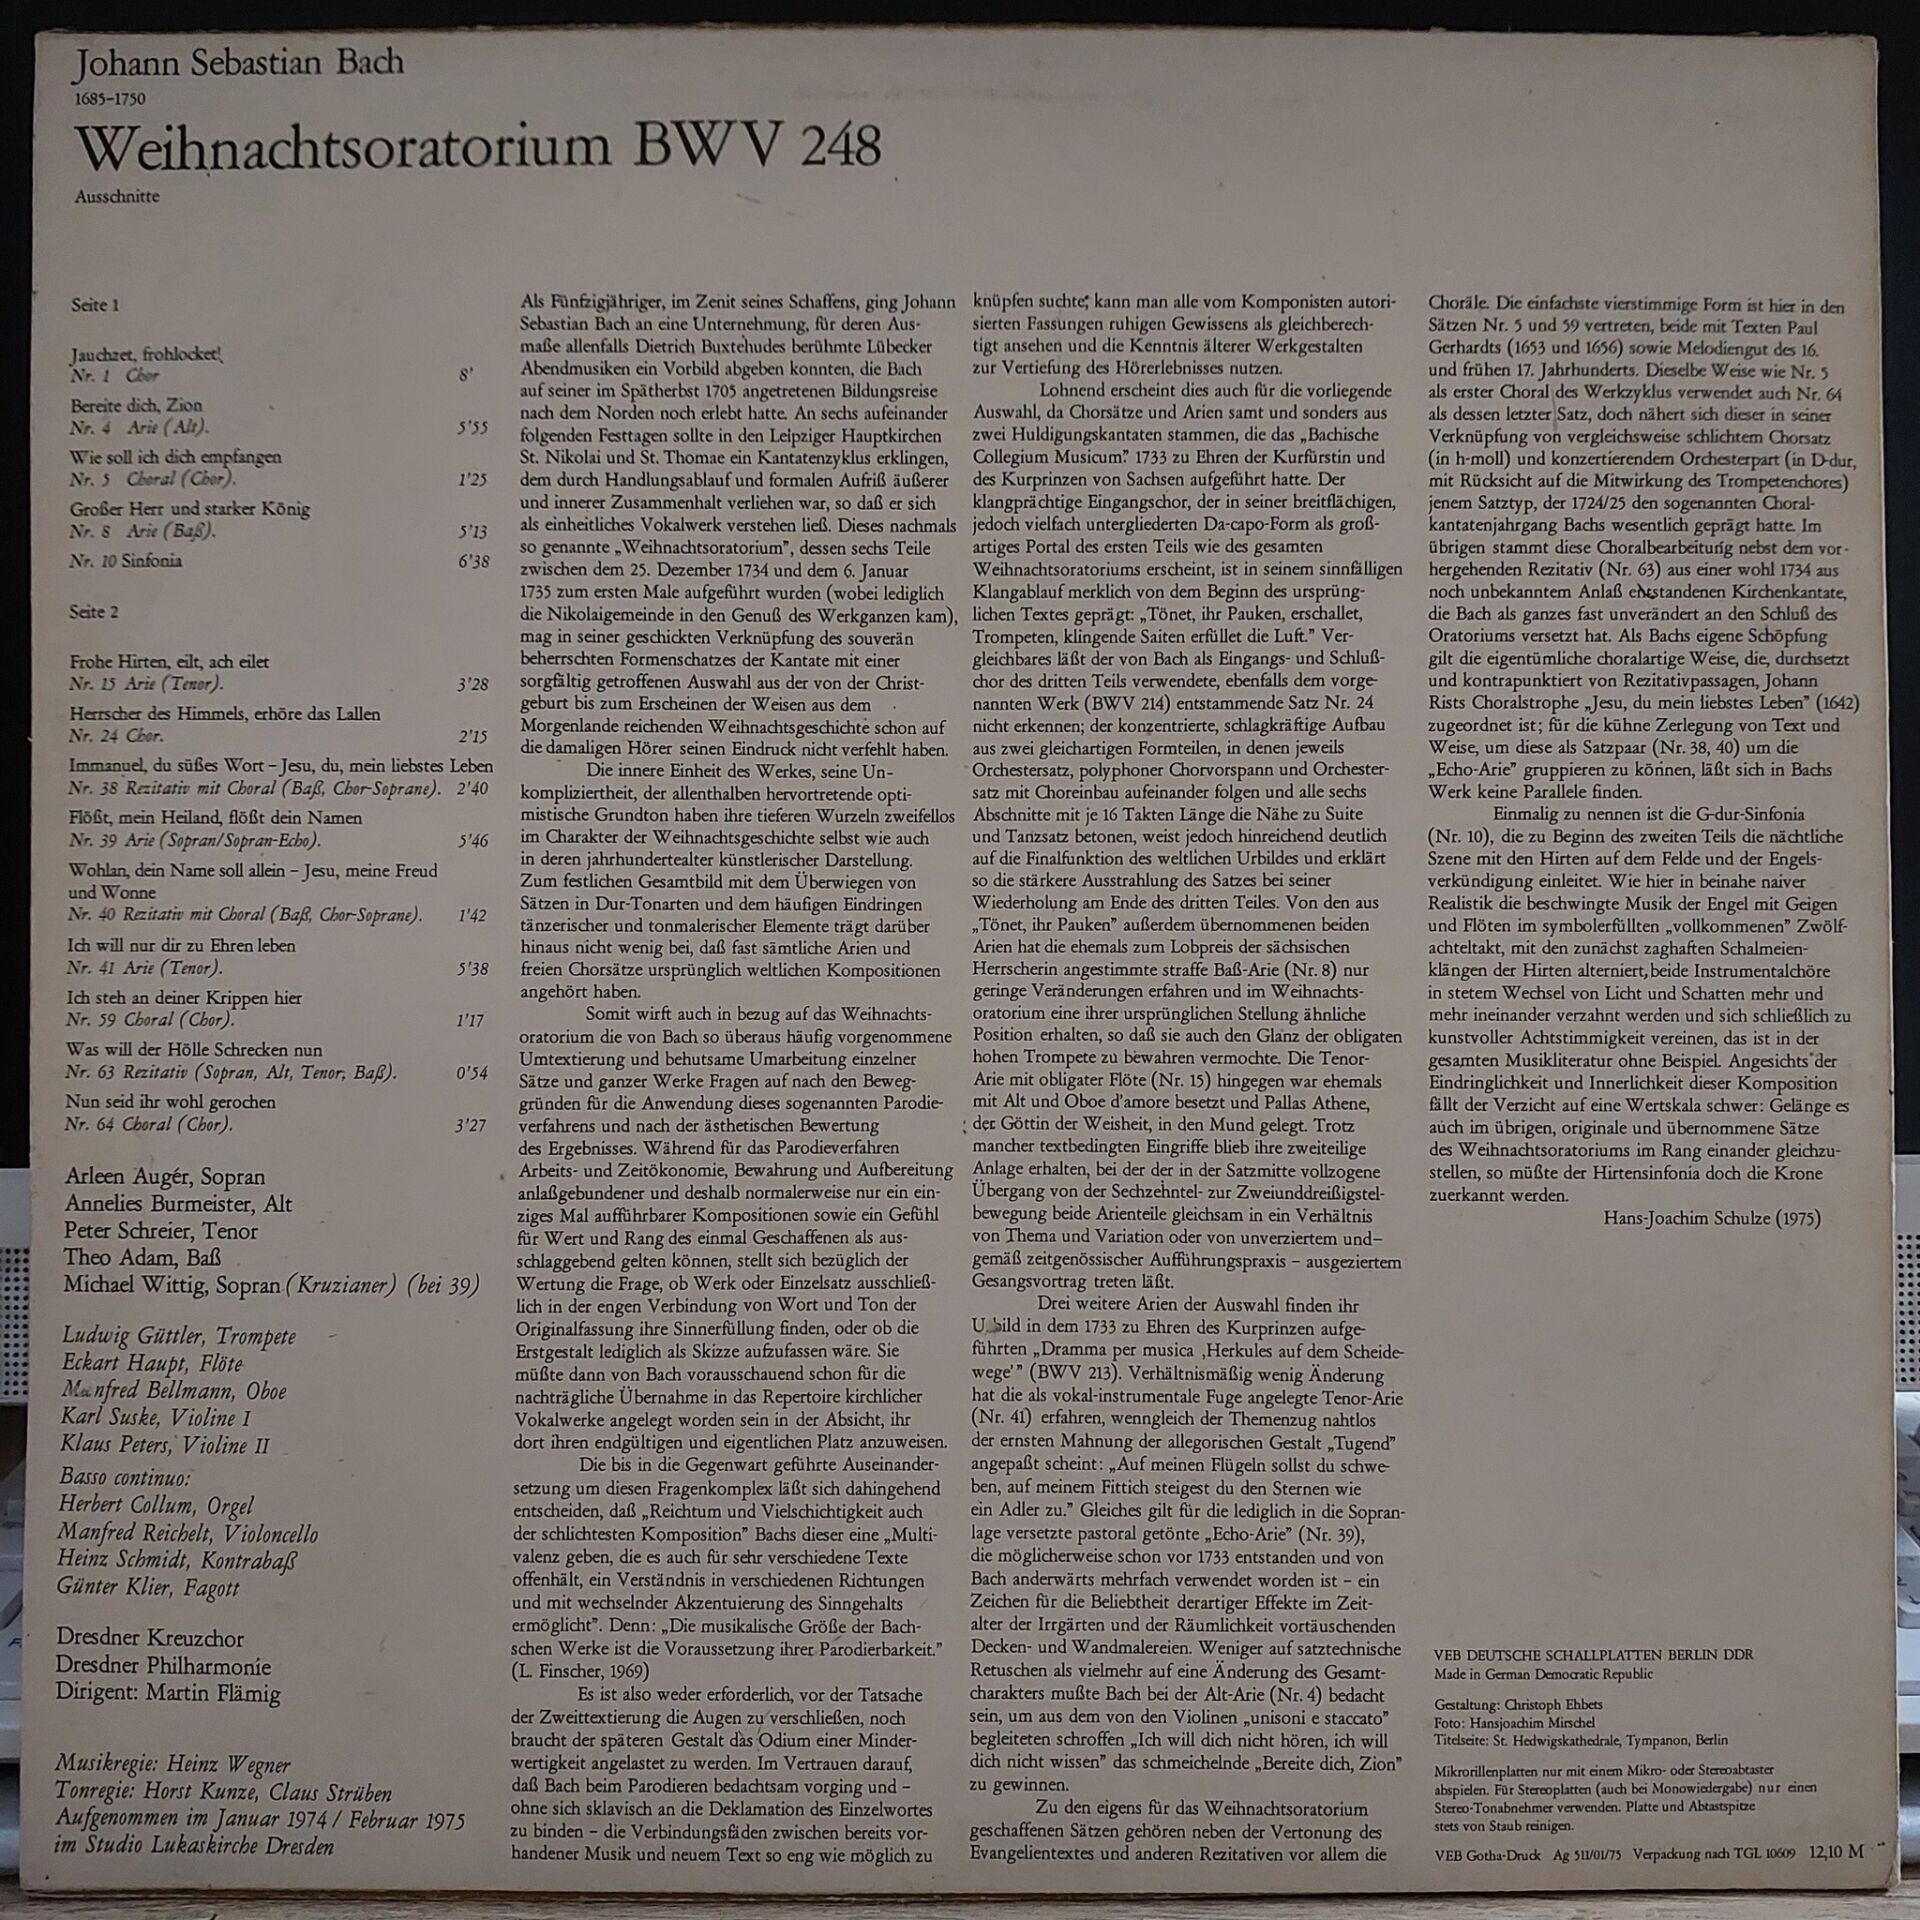 Johann Sebastian Bach
1685–1750
Weihnachtsoratorium BWV 248
Ausschnitte
Seite 1
Jauchzet, frohlocket!
Nr. 1 Chor 8’
Bereite dich, Zion
Nr. 4 Arie (Alt). 5’55
Wie soll ich dich empfangen
Nr. 5 Choral (Chor). 1’25
Großer Herr und starker König
Nr. 8 Arie (Baß). 5’13
Nr. 10 Sinfonia 6’38
Seite 2
Frohe Hirten, eilt, ach eilet
Nr. 15 Arie (Tenor). 3’28
Herrscher des Himmels, erhöre das Lallen
Nr. 24 Chor. 2’15
Immanuel, du süßes Wort – Jesu, du, mein liebstes Leben
Nr. 38 Rezitativ mit Choral (Baß, Chor-Soprane). 2’40
Flößt, mein Heiland, flößt dein Namen
Nr. 39 Arie (Sopran/Sopran-Echo). 5’46
Wohlan, dein Name soll allein – Jesu, meine Freud
und Wonne
Nr. 40 Rezitativ mit Choral (Baß, Chor-Soprane). 1’42
Ich will nur dir zu Ehren leben
Nr. 41 Arie (Tenor). 5’38
Ich steh an deiner Krippen hier
Nr. 59 Choral (Chor). 1’17
Was will der Hölle Schrecken nun
Nr. 63 Rezitativ (Sopran, Alt, Tenor, Baß). 0’54
Nun seid ihr wohl gerochen
Nr. 64 Choral (Chor). 3’27
Arleen Augér, Sopran
Annelies Burmeister, Alt
Peter Schreier, Tenor
Theo Adam, Baß
Michael Wittig, Sopran (Kruzianer) (bei 39)
Ludwig Güttler, Trompete
Eckart Haupt, Flöte
Manfred Bellmann, Oboe
Karl Suske, Violine I
Klaus Peters, Violine II
Basso continuo:
Herbert Collum, Orgel
Manfred Reichelt, Violoncello
Heinz Schmidt, Kontrabaß
Günter Klier, Fagott
Dresdner Kreuzchor
Dresdner Philharmonie
Dirigent: Martin Flämig
Musikregie: Heinz Wegner
Tonregie: Horst Kunze, Claus Strüben
Aufgenommen im Januar 1974 / Februar 1975
im Studio Lukaskirche Dresden
Als Fünfzigjähriger, im Zenit seines Schaffens, ging Johann
Sebastian Bach an eine Unternehmung, für deren Aus-
maße allenfalls Dietrich Buxtehudes berühmte Lübecker
Abendmusiken ein Vorbild abgeben konnten, die Bach
auf seiner im Spätherbst 1705 angetretenen Bildungsreise
nach dem Norden noch erlebt hatte. An sechs aufeinander
folgenden Festtagen sollte in den Leipziger Hauptkirchen
St. Nikolai und St. Thomae ein Kantatenzyklus erklingen,
dem durch Handlungsablauf und formalen Aufriß äußerer
und innerer Zusammenhalt verliehen war, so daß er sich
als einheitliches Vokalwerk verstehen ließ. Dieses nachmals
so genannte „Weihnachtsoratorium”, dessen sechs Teile
zwischen dem 25. Dezember 1734 und dem 6. Januar
1735 zum ersten Male aufgeführt wurden (wobei lediglich
die Nikolaigemeinde in den Genuß des Werkganzen kam),
mag in seiner geschickten Verknüpfung des souverän
beherrschten Formenschatzes der Kantate mit einer
sorgfältig getroffenen Auswahl aus der von der Christ-
geburt bis zum Erscheinen der Weisen aus dem
Morgenlande reichenden Weihnachtsgeschichte schon auf
die damaligen Hörer seinen Eindruck nicht verfehlt haben.
Die innere Einheit des Werkes, seine Un-
kompliziertheit, der allenthalben hervortretende opti-
mistische Grundton haben ihre tieferen Wurzeln zweifellos
im Charakter der Weihnachtsgeschichte selbst wie auch
in deren jahrhundertealter künstlerischer Darstellung.
Zum festlichen Gesamtbild mit dem Überwiegen von
Sätzen in Dur-Tonarten und dem häufigen Eindringen
tänzerischer und tonmalerischer Elemente trägt darüber
hinaus nicht wenig bei, daß fast sämtliche Arien und
freien Chorsätze ursprünglich weltlichen Kompositionen
angehört haben.
Somit wirft auch in bezug auf das Weihnachts-
oratorium die von Bach so überaus häufig vorgenommene
Umtextierung und behutsame Umarbeitung einzelner
Sätze und ganzer Werke Fragen auf nach den Beweg-
gründen für die Anwendung dieses sogenannten Parodie-
verfahrens und nach der ästhetischen Bewertung
des Ergebnisses. Während für das Parodieverfahren
Arbeits- und Zeitökonomie, Bewahrung und Aufbereitung
anlaßgebundener und deshalb normalerweise nur ein ein-
ziges Mal aufführbarer Kompositionen sowie ein Gefühl
für Wert und Rang des einmal Geschaffenen als aus-
schlaggebend gelten können, stellt sich bezüglich der
Wertung die Frage, ob Werk oder Einzelsatz ausschließ-
lich in der engen Verbindung von Wort und Ton der
Originalfassung ihre Sinnerfüllung finden, oder ob die
Erstgestalt lediglich als Skizze aufzufassen wäre. Sie
müßte dann von Bach vorausschauend schon für die
nachträgliche Übernahme in das Repertoire kirchlicher
Vokalwerke angelegt worden sein in der Absicht, ihr
dort ihren endgültigen und eigentlichen Platz anzuweisen.
Die bis in die Gegenwart geführte Auseinander-
setzung um diesen Fragenkomplex läßt sich dahingehend
entscheiden, daß „Reichtum und Vielschichtigkeit auch
der schlichtesten Komposition” Bachs dieser eine „Multi-
valenz geben, die es auch für sehr verschiedene Texte
offenhält, ein Verständnis in verschiedenen Richtungen
und mit wechselnder Akzentuierung des Sinngehalts
ermöglicht”. Denn: „Die musikalische Größe der Bach-
schen Werke ist die Voraussetzung ihrer Parodierbarkeit.”
(L. Finscher, 1969)
Es ist also weder erforderlich, vor der Tatsache
der Zweittextierung die Augen zu verschließen, noch
braucht der späteren Gestalt das Odium einer Minder-
wertigkeit angelastet zu werden. Im Vertrauen darauf,
daß Bach beim Parodieren bedachtsam vorging und –
ohne sich sklavisch an die Deklamation des Einzelwortes
zu binden – die Verbindungsfäden zwischen bereits vor-
handener Musik und neuem Text so eng wie möglich zu
knüpfen suchte, kann man alle vom Komponisten autori-
sierten Fassungen ruhigen Gewissens als gleichberech-
tigt ansehen und die Kenntnis älterer Werkgestalten
zur Vertiefung des Hörerlebnisses nutzen.
Lohnend erscheint dies auch für die vorliegende
Auswahl, da Chorsätze und Arien samt und sonders aus
zwei Huldigungskantaten stammen, die das „Bachische
Collegium Musicum” 1733 zu Ehren der Kurfürstin und
des Kurprinzen von Sachsen aufgeführt hatte. Der
klangprächtige Eingangschor, der in seiner breitflächigen,
jedoch vielfach untergliederten Da-capo-Form als groß-
artiges Portal des ersten Teils wie des gesamten
Weihnachtsoratoriums erscheint, ist in seinem sinnfälligen
Klangablauf merklich von dem Beginn des ursprüng-
lichen Textes geprägt: „Tönet, ihr Pauken, erschallet,
Trompeten, klingende Saiten erfüllet die Luft.” Ver-
gleichbares läßt der von Bach als Eingangs- und Schluß-
chor des dritten Teils verwendete, ebenfalls dem vorge-
nannten Werk (BWV 214) entstammende Satz Nr. 24
nicht erkennen; der konzentrierte, schlagkräftige Aufbau
aus zwei gleichartigen Formteilen, in denen jeweils
Orchestersatz, polyphoner Chorvorspann und Orchester-
satz mit Choreinbau aufeinander folgen und alle sechs
Abschnitte mit je 16 Takten Länge die Nähe zu Suite
und Tanzsatz betonen, weist jedoch hinreichend deutlich
auf die Finalfunktion des weltlichen Urbildes und erklärt
so die stärkere Ausstrahlung des Satzes bei seiner
Wiederholung am Ende des dritten Teiles. Von den aus
„Tönet, ihr Pauken” außerdem übernommenen beiden
Arien hat die ehemals zum Lobpreis der sächsischen
Herrscherin angestimmte straffe Baß-Arie (Nr. 8) nur
geringe Veränderungen erfahren und im Weihnachts-
oratorium eine ihrer ursprünglichen Stellung ähnliche
Position erhalten, so daß sie auch den Glanz der obligaten
hohen Trompete zu bewahren vermochte. Die Tenor-
Arie mit obligater Flöte (Nr. 15) hingegen war ehemals
mit Alt und Oboe d’amore besetzt und Pallas Athene,
der Göttin der Weisheit, in den Mund gelegt. Trotz
mancher textbedingten Eingriffe blieb ihre zweiteilige
Anlage erhalten, bei der der in der Satzmitte vollzogene
Übergang von der Sechzehntel- zur Zweiunddreißigstel-
bewegung beide Arienteile gleichsam in ein Verhältnis
von Thema und Variation oder von unverziertem und–
gemäß zeitgenössischer Aufführungspraxis – ausgeziertem
Gesangsvortrag treten läßt.
Drei weitere Arien der Auswahl finden ihr
Urbild in dem 1733 zu Ehren des Kurprinzen aufge-
führten „Dramma per musica ‚Herkules auf dem Scheide-
wege’” (BWV 213). Verhältnismäßig wenig Änderung
hat die als vokal-instrumentale Fuge angelegte Tenor-Arie
(Nr. 41) erfahren, wenngleich der Themenzug nahtlos
der ernsten Mahnung der allegorischen Gestalt „Tugend”
angepaßt scheint: „Auf meinen Flügeln sollst du schwe-
ben, auf meinem Fittich steigest du den Sternen wie
ein Adler zu.” Gleiches gilt für die lediglich in die Sopran-
lage versetzte pastoral getönte „Echo-Arie” (Nr. 39),
die möglicherweise schon vor 1733 entstanden und von
Bach anderwärts mehrfach verwendet worden ist – ein
Zeichen für die Beliebtheit derartiger Effekte im Zeit-
alter der Irrgärten und der Räumlichkeit vortäuschenden
Decken- und Wandmalereien. Weniger auf satztechnische
Retuschen als vielmehr auf eine Änderung des Gesamt-
charakters mußte Bach bei der Alt-Arie (Nr. 4) bedacht
sein, um aus dem von den Violinen „unisoni e staccato”
begleiteten schroffen „Ich will dich nicht hören, ich will
dich nicht wissen” das schmeichelnde „Bereite dich, Zion”
zu gewinnen.
Zu den eigens für das Weihnachtsoratorium
geschaffenen Sätzen gehören neben der Vertonung des
Evangelientextes und anderen Rezitativen vor allem die
Choräle. Die einfachste vierstimmige Form ist hier in den
Sätzen Nr. 5 und 59 vertreten, beide mit Texten Paul
Gerhardts (1653 und 1656) sowie Melodiengut des 16.
und frühen 17. Jahrhunderts. Dieselbe Weise wie Nr. 5
als erster Choral des Werkzyklus verwendet auch Nr. 64
als dessen letzter Satz, doch nähert sich dieser in seiner
Verknüpfung von vergleichsweise schlichtem Chorsatz
(in h-moll) und konzertierendem Orchesterpart (in D-dur,
mit Rücksicht auf die Mitwirkung des Trompetenchores)
jenem Satztyp, der 1724/25 den sogenannten Choral-
kantatenjahrgang Bachs wesentlich geprägt hatte. Im
übrigen stammt diese Choralbearbeitung nebst dem vor-
hergehenden Rezitativ (Nr. 63) aus einer wohl 1734 aus
noch unbekanntem Anlaß entstandenen Kirchenkantate,
die Bach als ganzes fast unverändert an den Schluß des
Oratoriums versetzt hat. Als Bachs eigene Schöpfung
gilt die eigentümliche choralartige Weise, die, durchsetzt
und kontrapunktiert von Rezitativpassagen, Johann
Rists Choralstrophe „Jesu, du mein liebstes Leben” (1642)
zugeordnet ist; für die kühne Zerlegung von Text und
Weise, um diese als Satzpaar (Nr. 38, 40) um die
„Echo-Arie” gruppieren zu können, läßt sich in Bachs
Werk keine Parallele finden.
Einmalig zu nennen ist die G-dur-Sinfonia
(Nr. 10), die zu Beginn des zweiten Teils die nächtliche
Szene mit den Hirten auf dem Felde und der Engels-
verkündigung einleitet. Wie hier in beinahe naiver
Realistik die beschwingte Musik der Engel mit Geigen
und Flöten im symbolerfüllten „vollkommenen” Zwölf-
achteltakt, mit den zunächst zaghaften Schalmeien-
klängen der Hirten alterniert, beide Instrumentalchöre
in stetem Wechsel von Licht und Schatten mehr und
mehr ineinander verzahnt werden und sich schließlich zu
kunstvoller Achtstimmigkeit vereinen, das ist in der
gesamten Musikliteratur ohne Beispiel. Angesichts der
Eindringlichkeit und Innerlichkeit dieser Komposition
fällt der Verzicht auf eine Wertskala schwer: Gelänge es
auch im übrigen, originale und übernommene Sätze
des Weihnachtsoratoriums im Rang einander gleichzu-
stellen, so müßte der Hirtensinfonia doch die Krone
zuerkannt werden.
Hans-Joachim Schulze (1975)
VEB DEUTSCHE SCHALLPLATTEN BERLIN DDR
Made in German Democratic Republic
Gestaltung: Christoph Ehbets
Foto: Hansjoachim Mirschel
Titelseite: St. Hedwigskathedrale, Tympanon, Berlin
Mikrorillenplatten nur mit einem Mikro- oder Stereoabtaster
abspielen. Für Stereoplatten (auch bei Monowiedergabe) nur einen
Stereo-Tonabnehmer verwenden. Platte und Abtastspitze
stets von Staub reinigen.
VEB Gotha-Druck Ag 511/01/75 Verpackung nach TGL 10609 12,10 M